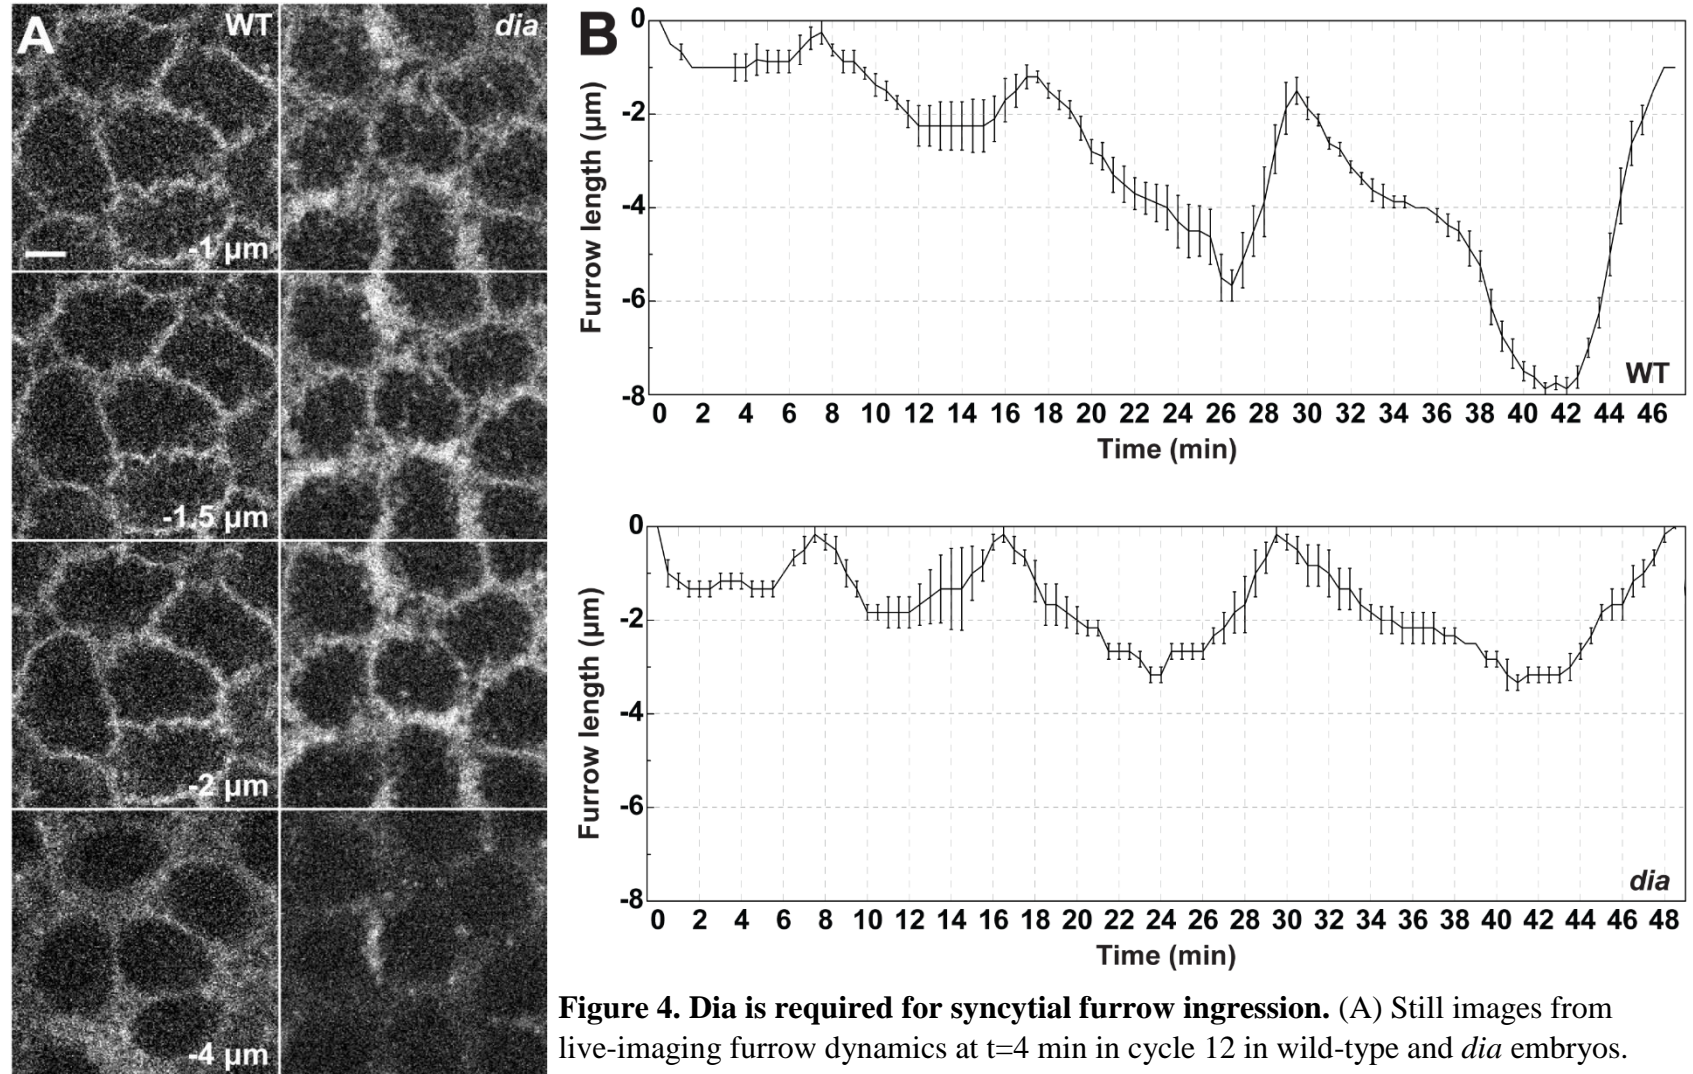 A
WT
dia
-1 µm
-1.5 µm
-2 µm
-4 µm
B
0
-2
-4
-6
-8
Furrow length (µm)
WT
0 2 4 6 8 10 12 14 16 18 20 22 24 26 28 30 32 34 36 38 40 42 44 46
Time (min)
0
-2
-4
-6
-8
Furrow length (µm)
dia
0 2 4 6 8 10 12 14 16 18 20 22 24 26 28 30 32 34 36 38 40 42 44 46 48
Time (min)
Figure 4. Dia is required for syncytial furrow ingression. (A) Still images from
live-imaging furrow dynamics at t=4 min in cycle 12 in wild-type and dia embryos.